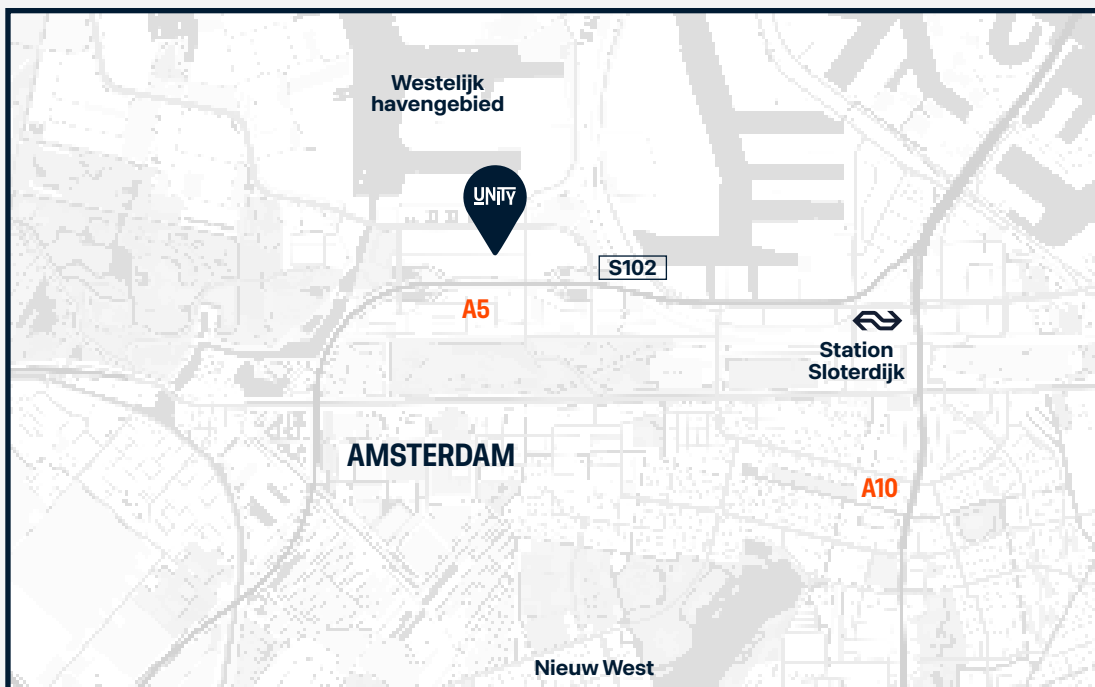 Westelijk
havengebied
UNITY
S102
A5
Station
Sloterdijk
AMSTERDAM
A10
Nieuw West